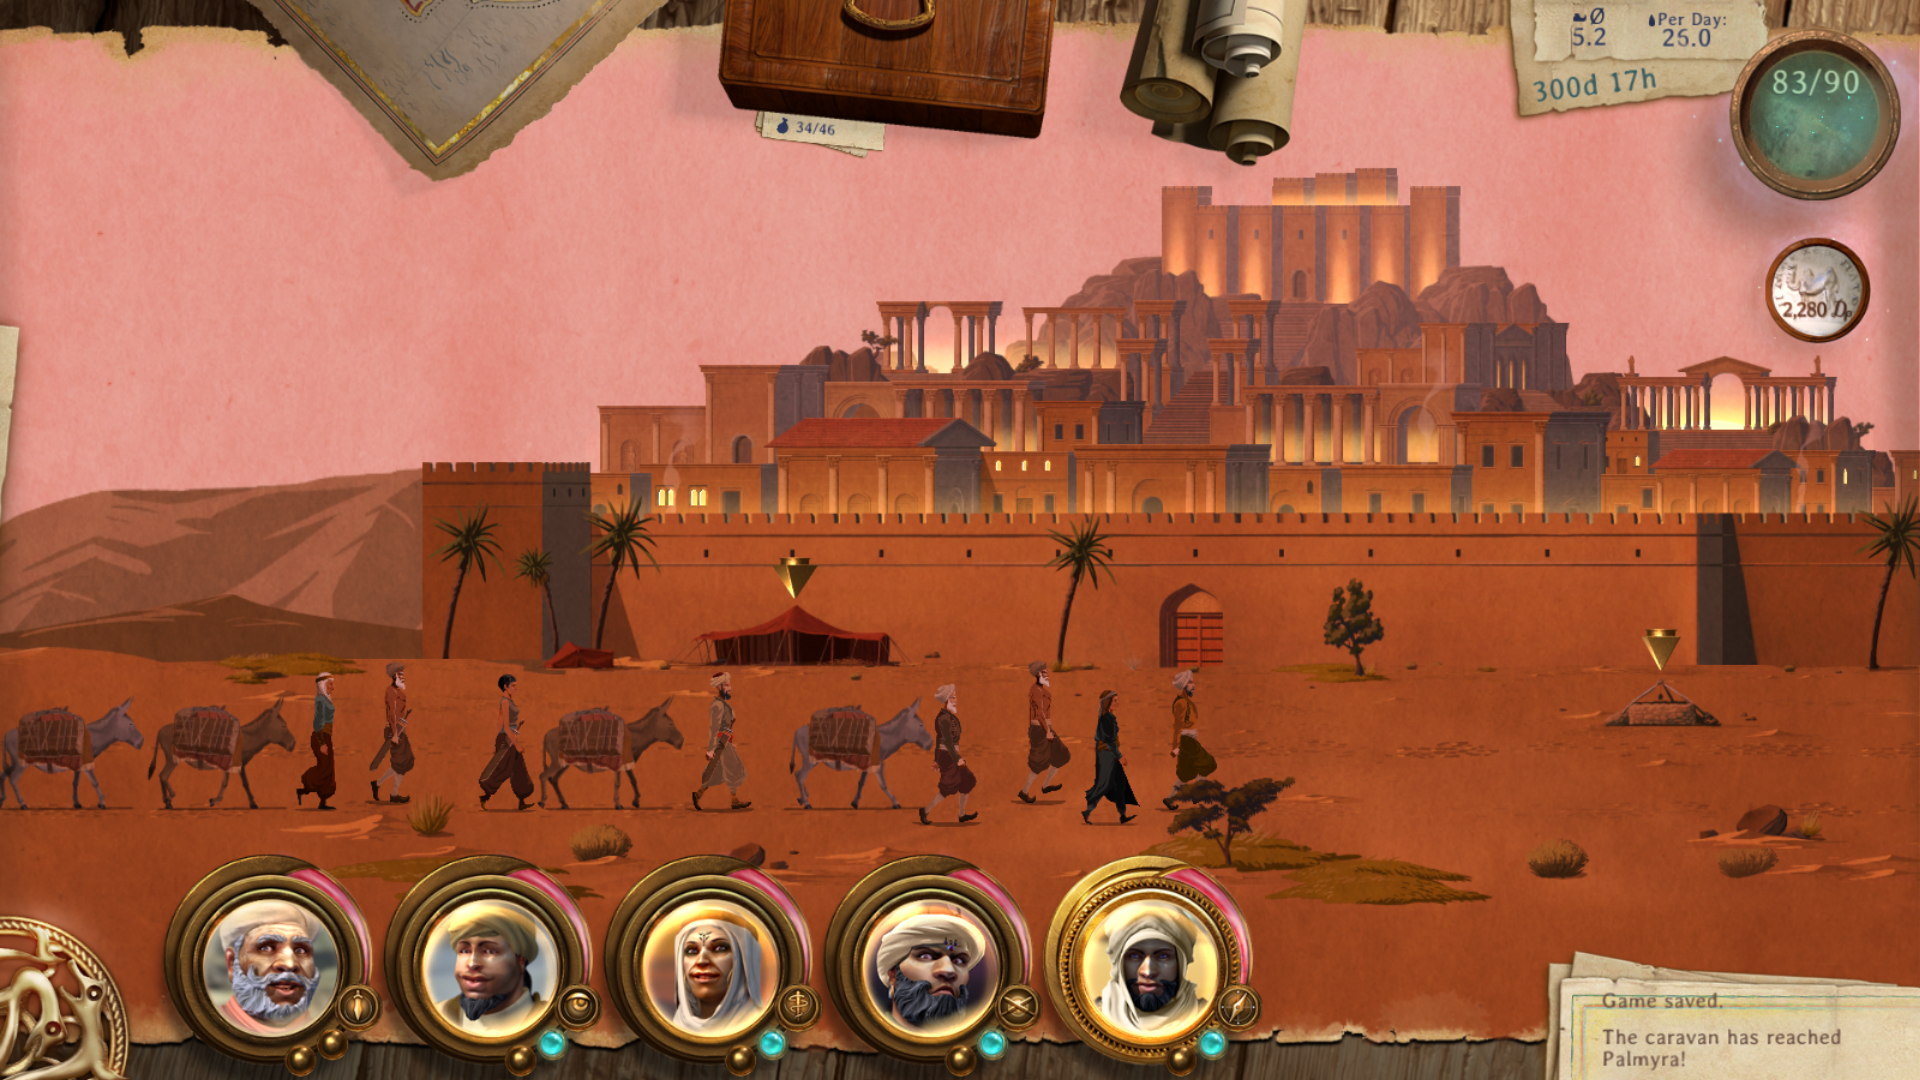 Ø
5.2
Per Day:
25.0
300d 17h
83/90
34/46
2,280 Dp
Game saved.
The caravan has reached
Palmyra!